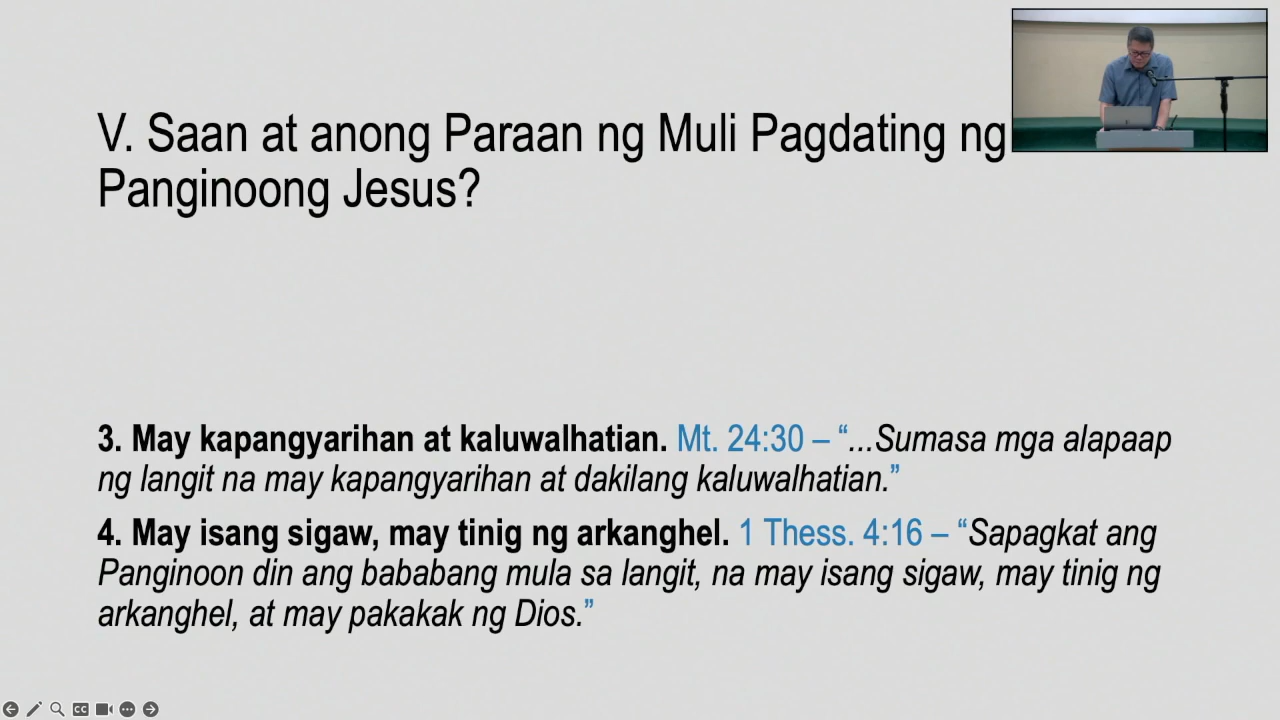 V. Saan at anong Paraan ng Muli Pagdating ng
Panginoong Jesus?
3. May kapangyarihan at kaluwalhatian. Mt. 24:30 – “...Sumasa mga alapaap
ng langit na may kapangyarihan at dakilang kaluwalhatian.”
4. May isang sigaw, may tinig ng arkanghel. 1 Thess. 4:16 – “Sapagkat ang
Panginoon din ang bababang mula sa langit, na may isang sigaw, may tinig ng
arkanghel, at may pakakak ng Dios.”
CC